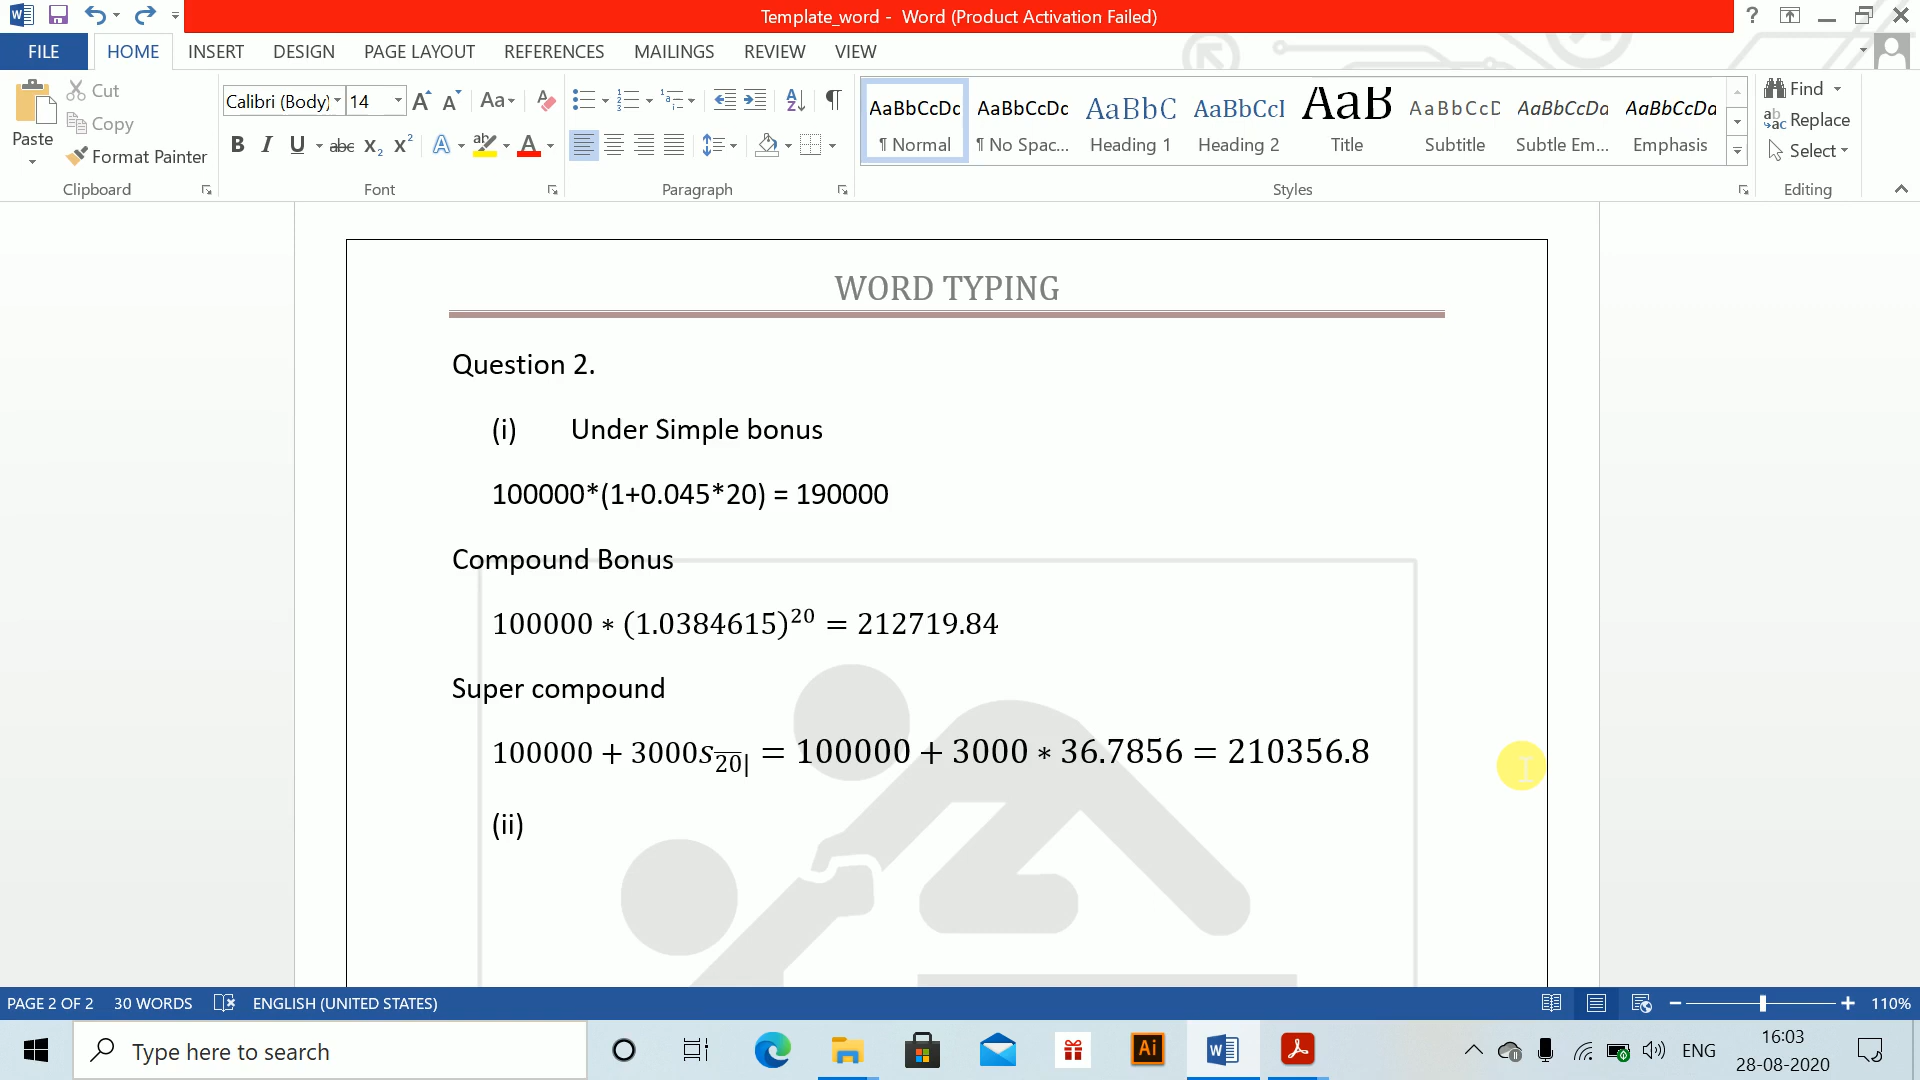 Template_word - Word (Product Activation Failed)
FILE HOME INSERT DESIGN PAGE LAYOUT REFERENCES MAILINGS REVIEW VIEW
Paste
Cut
Copy
Format Painter
Clipboard
Calibri (Body) 14
Font
Paragraph
AaBbCcDc AaBbCcDc AaBbC AaBbCcI AaB AaBbCcD AaBbCcDa AaBbCcDa
¶ Normal ¶ No Spac... Heading 1 Heading 2 Title Subtitle Subtle Em... Emphasis
Styles
Find
Replace
Select
Editing
WORD TYPING
Question 2.
(i) Under Simple bonus
100000*(1+0.045*20) = 190000
Compound Bonus
100000 ∗ (1.0384615)²⁰ = 212719.84
Super compound
100000 + 3000s20| = 100000 + 3000 ∗ 36.7856 = 210356.8
(ii)
PAGE 2 OF 2 30 WORDS ENGLISH (UNITED STATES) 110%
Type here to search
Ai
ENG
16:03
28-08-2020